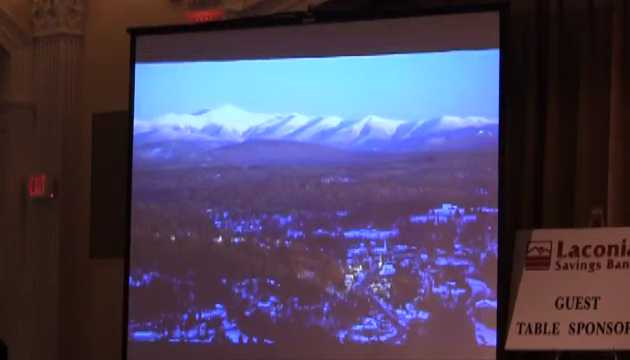 EXIT
Laconia
Savings Ban
GUEST
TABLE SPONSOR